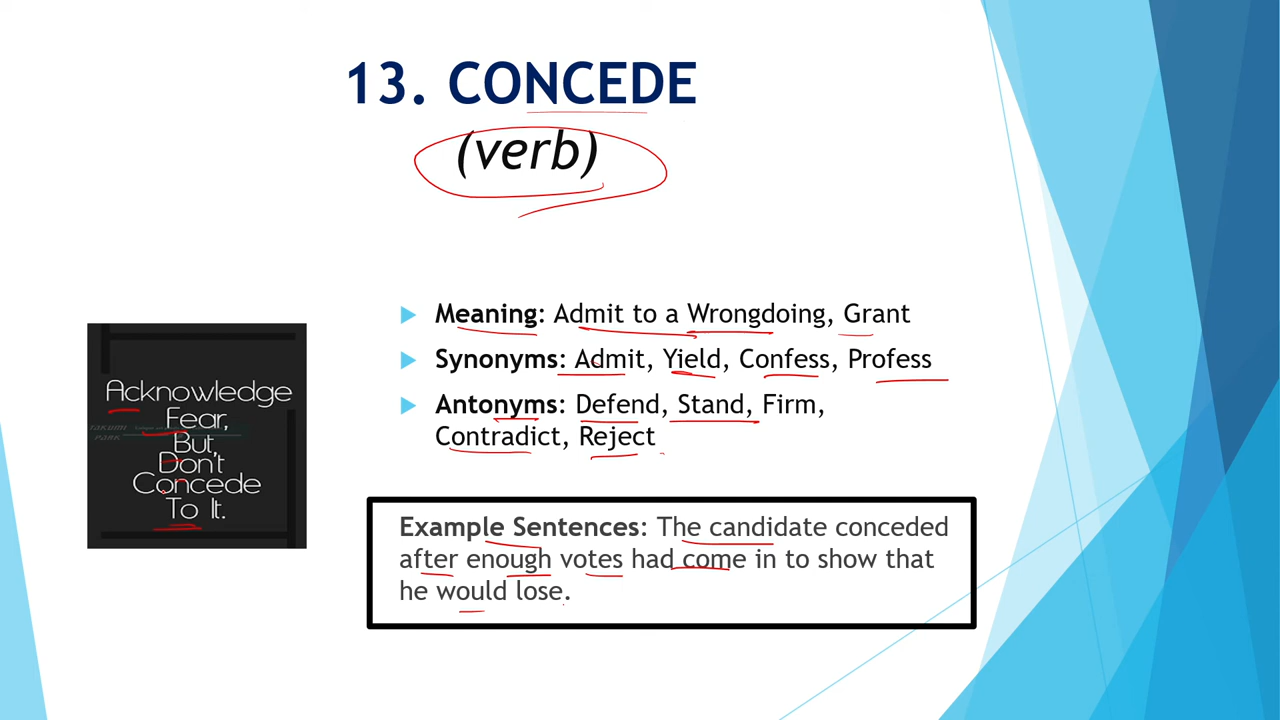 13. CONCEDE
(verb)
Meaning: Admit to a Wrongdoing, Grant
Synonyms: Admit, Yield, Confess, Profess
Antonyms: Defend, Stand, Firm,
Contradict, Reject
Acknowledge
Fear,
But,
Don't
Concede
To It.
Example Sentences: The candidate conceded
after enough votes had come in to show that
he would lose.